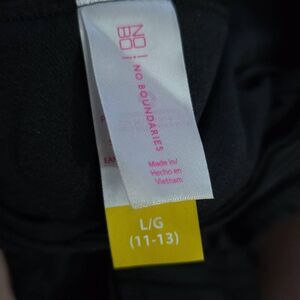 NO
BO
NO BOUNDARIES
Made in/
Hecho en
Vietnam
L/G
(11-13)